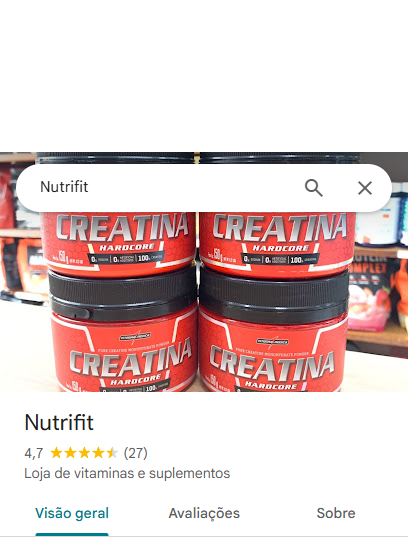 Nutrifit
CREATINA
HARDCORE
CREATINA
HARDCORE
CREATINA
HARDCORE
CREATINA
HARDCORE
Nutrifit
4,7 (27)
Loja de vitaminas e suplementos
Visão geral Avaliações Sobre